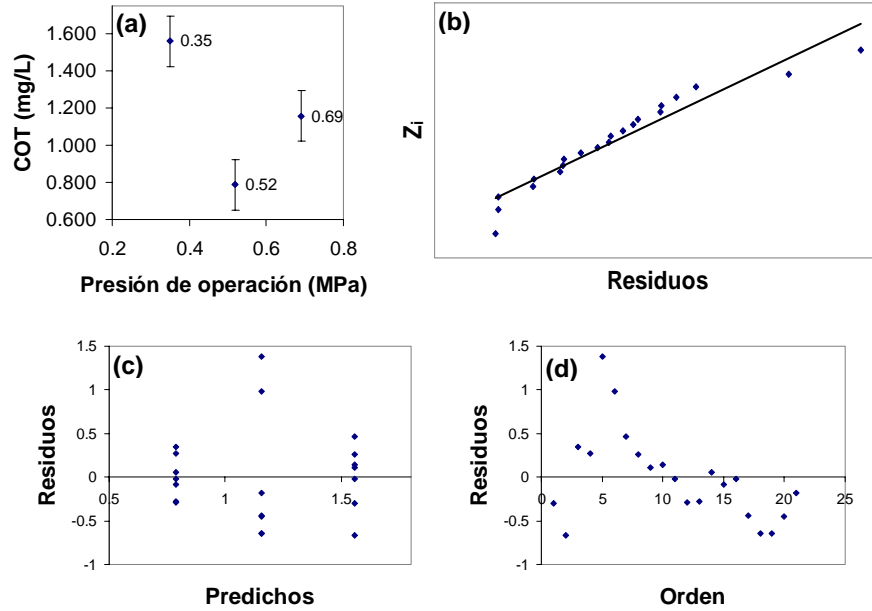 (a)
COT (mg/L)
1.600
1.400
1.200
1.000
0.800
0.600
1.600
0.35
0.69
0.52
0.2 0.4 0.6 0.8
Presión de operación (MPa)
(b)
Zi
Residuos
(c)
Residuos
1.5
1
0.5
0
-0.5
-1
0.5 1 1.5
Predichos
(d)
Residuos
1.5
1
0.5
0
-0.5
-1
0 5 10 15 20 25
Orden